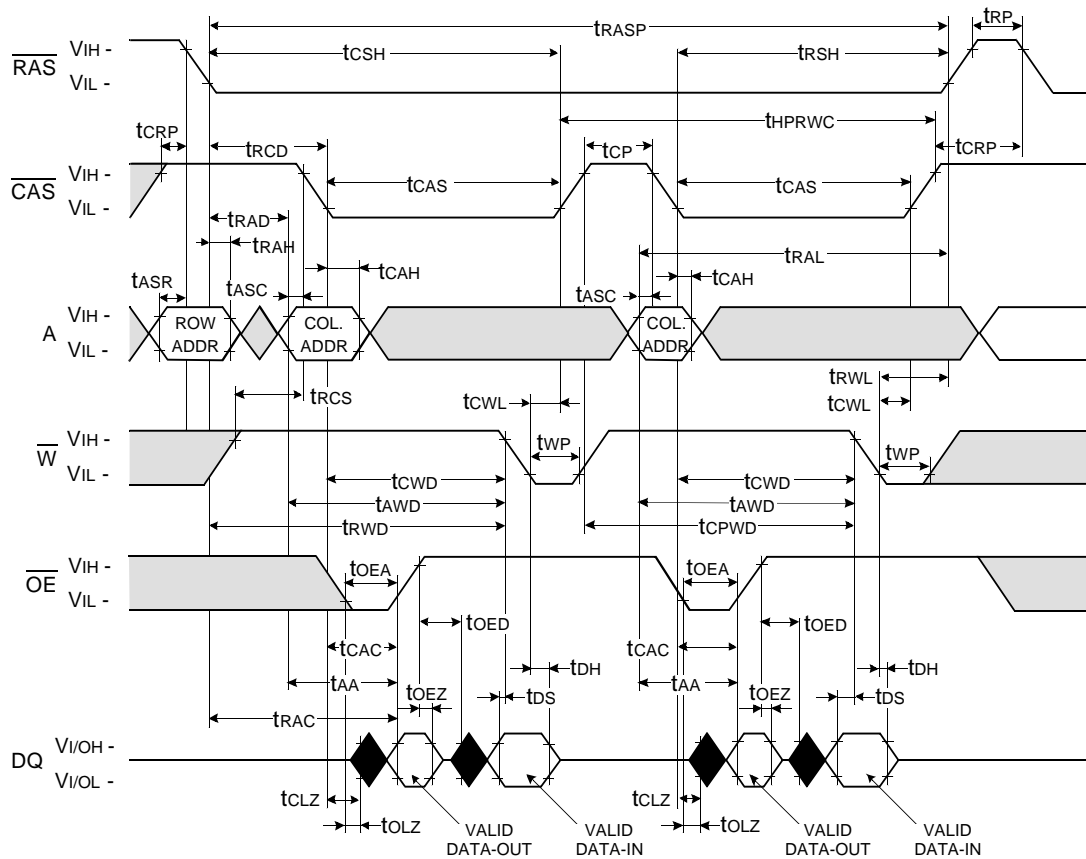 tRASP
tRP
tCSH
tRSH
RAS
VIH -
VIL -
tHPRWC
tCRP
tRCD
tCP
tCRP
CAS
VIH -
VIL -
tCAS
tCAS
tRAD
tRAH
tCAH
tRAL
tASR
tASC
tASC
tCAH
A
VIH -
VIL -
ROW
ADDR
COL.
ADDR
COL.
ADDR
tRCS
tCWL
tRWL
tCWL
W
VIH -
VIL -
tWP
tWP
tCWD
tCWD
tAWD
tAWD
tRWD
tCPWD
OE
VIH -
VIL -
tOEA
tOEA
tOED
tOED
tCAC
tCAC
tDH
tDH
tAA
tOEZ
tDS
tAA
tOEZ
tDS
tRAC
DQ
VI/OH -
VI/OL -
tCLZ
tCLZ
tOLZ
tOLZ
VALID
DATA-OUT
VALID
DATA-IN
VALID
DATA-OUT
VALID
DATA-IN